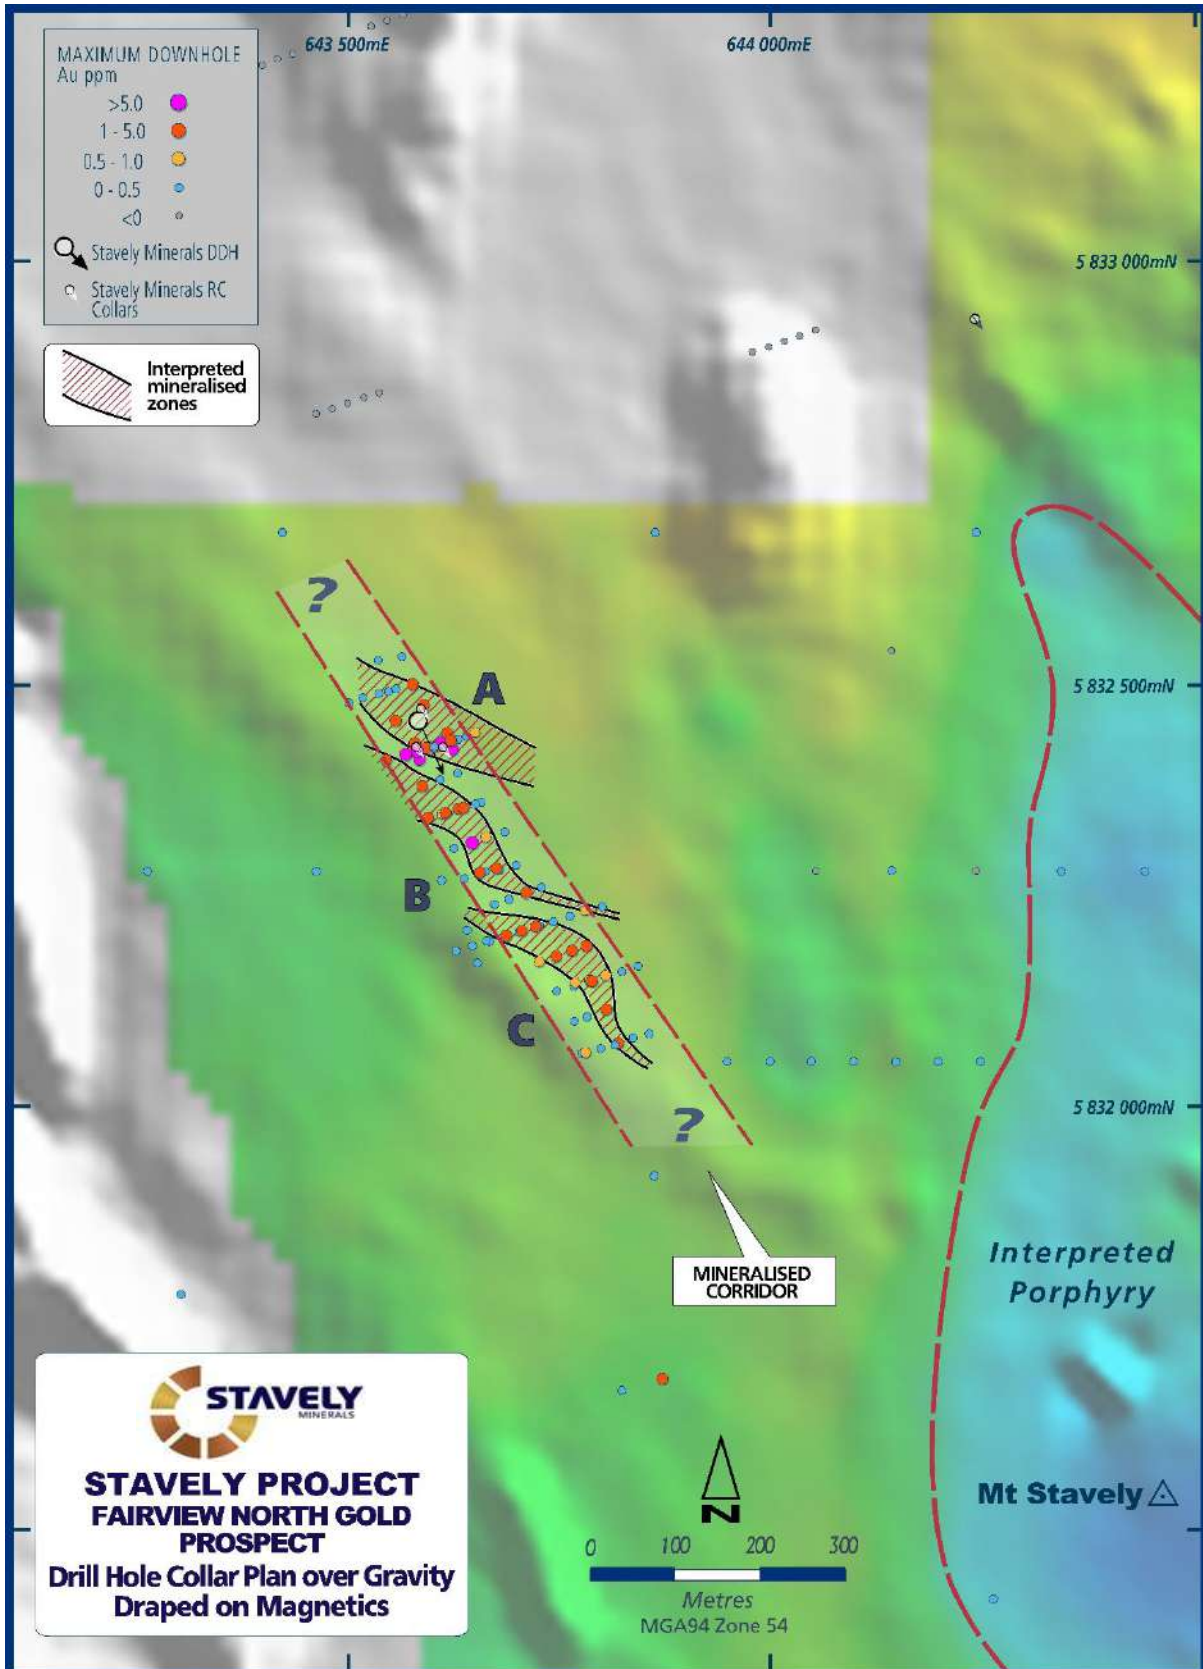 643 500mE
644 000mE
MAXIMUM DOWNHOLE
Au ppm
>5.0
1 - 5.0
0.5 - 1.0
0 - 0.5
<0
Stavely Minerals DDH
Stavely Minerals RC
Collars
Interpreted
mineralised
zones
5 833 000mN
?
A
5 832 500mN
B
C
5 832 000mN
?
MINERALISED
CORRIDOR
Interpreted
Porphyry
Mt Stavely
STAVELY
MINERALS
STAVELY PROJECT
FAIRVIEW NORTH GOLD
PROSPECT
Drill Hole Collar Plan over Gravity
Draped on Magnetics
N
0 100 200 300
Metres
MGA94 Zone 54